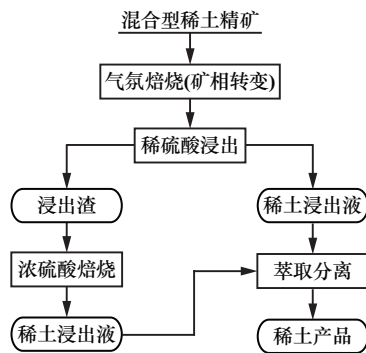 混合型稀土精矿
气氛焙烧(矿相转变)
稀硫酸浸出
浸出渣
稀土浸出液
浓硫酸焙烧
萃取分离
稀土浸出液
稀土产品